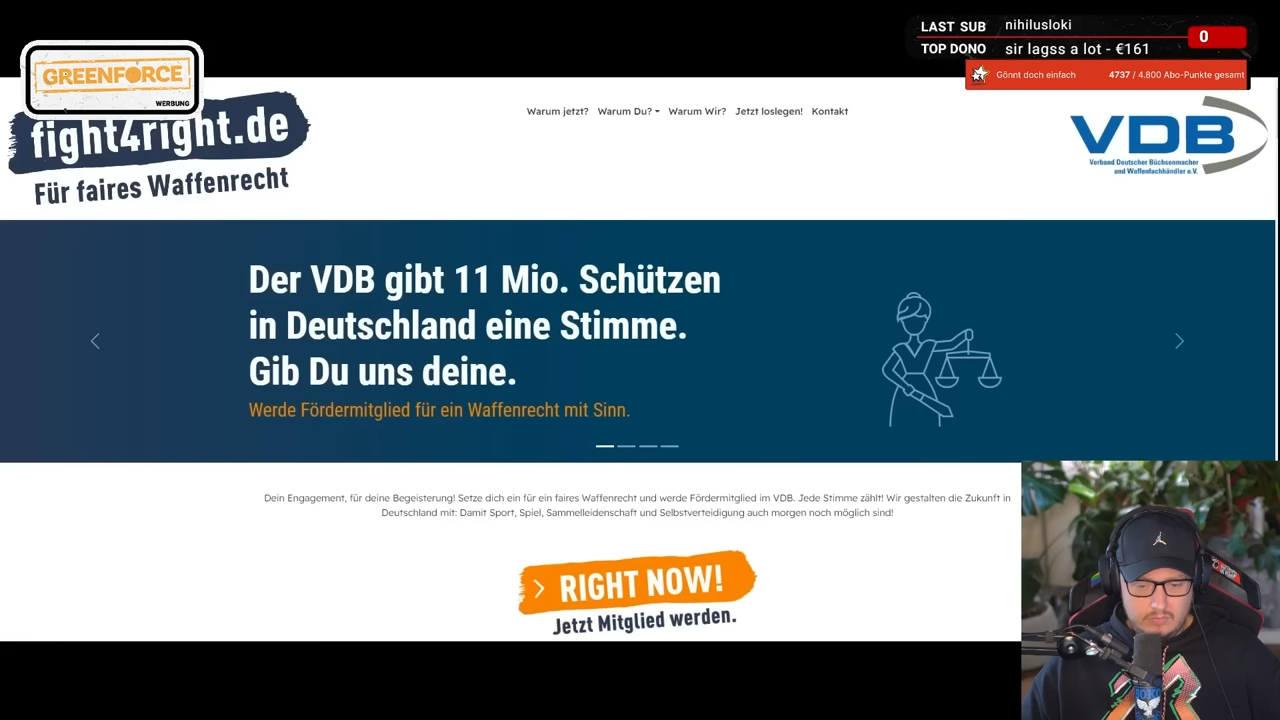 LAST SUB nihilusloki
0
TOP DONO sir lagss a lot - €161
Gönnt doch einfach 4737 / 4.800 Abo-Punkte gesamt
GREENFORCE
WERBUNG
fight4right.de
Für faires Waffenrecht
Warum jetzt? Warum Du? Warum Wir? Jetzt loslegen! Kontakt
VDB
Verband Deutscher Büchsenmacher
und Waffenfachhändler e.V.
Der VDB gibt 11 Mio. Schützen
in Deutschland eine Stimme.
Gib Du uns deine.
Werde Fördermitglied für ein Waffenrecht mit Sinn.
Dein Engagement, für deine Begeisterung! Setze dich ein für ein faires Waffenrecht und werde Fördermitglied im VDB. Jede Stimme zählt! Wir gestalten die Zukunft in
Deutschland mit: Damit Sport, Spiel, Sammelleidenschaft und Selbstverteidigung auch morgen noch möglich sind!
RIGHT NOW!
Jetzt Mitglied werden.